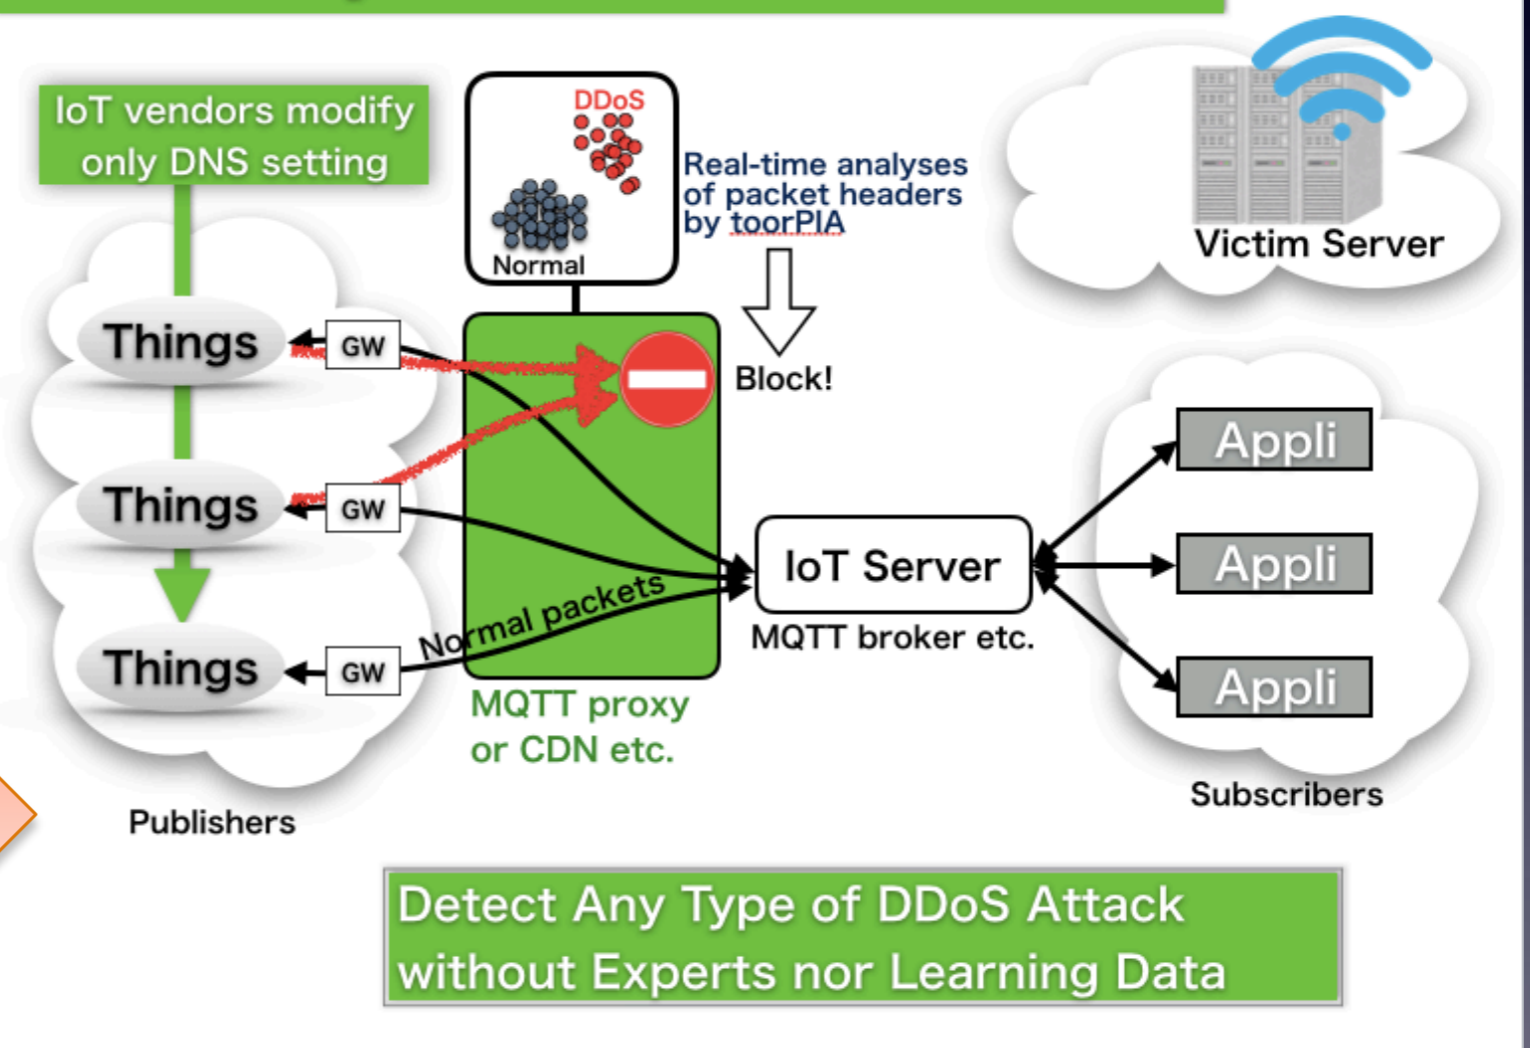 IoT vendors modify
only DNS setting
DDoS
Normal
Real-time analyses
of packet headers
by toorPIA
Block!
Victim Server
Things
GW
Things
GW
Things
GW
Normal packets
MQTT proxy
or CDN etc.
IoT Server
MQTT broker etc.
Appli
Appli
Appli
Publishers
Subscribers
Detect Any Type of DDoS Attack
without Experts nor Learning Data